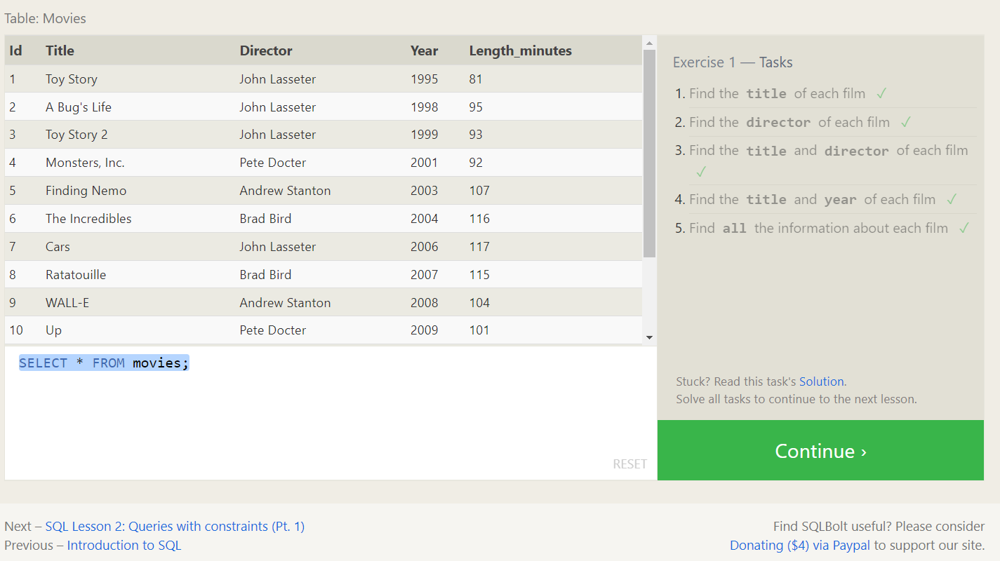 Table: Movies
Id Title Director Year Length_minutes
1 Toy Story John Lasseter 1995 81
2 A Bug's Life John Lasseter 1998 95
3 Toy Story 2 John Lasseter 1999 93
4 Monsters, Inc. Pete Docter 2001 92
5 Finding Nemo Andrew Stanton 2003 107
6 The Incredibles Brad Bird 2004 116
7 Cars John Lasseter 2006 117
8 Ratatouille Brad Bird 2007 115
9 WALL-E Andrew Stanton 2008 104
10 Up Pete Docter 2009 101
SELECT * FROM movies;
RESET
Exercise 1 — Tasks
1. Find the title of each film ✓
2. Find the director of each film ✓
3. Find the title and director of each film
✓
4. Find the title and year of each film ✓
5. Find all the information about each film ✓
Stuck? Read this task's Solution.
Solve all tasks to continue to the next lesson.
Continue ›
Next – SQL Lesson 2: Queries with constraints (Pt. 1)
Previous – Introduction to SQL
Find SQLBolt useful? Please consider
Donating ($4) via Paypal to support our site.